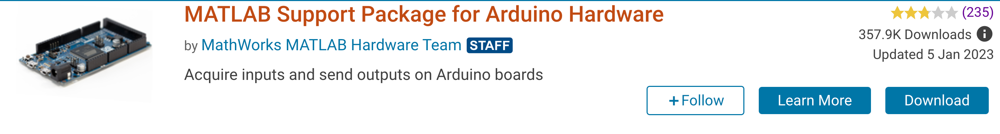 MATLAB Support Package for Arduino Hardware
(235)
by MathWorks MATLAB Hardware Team STAFF
357.9K Downloads
Updated 5 Jan 2023
Acquire inputs and send outputs on Arduino boards
+Follow
Learn More
Download